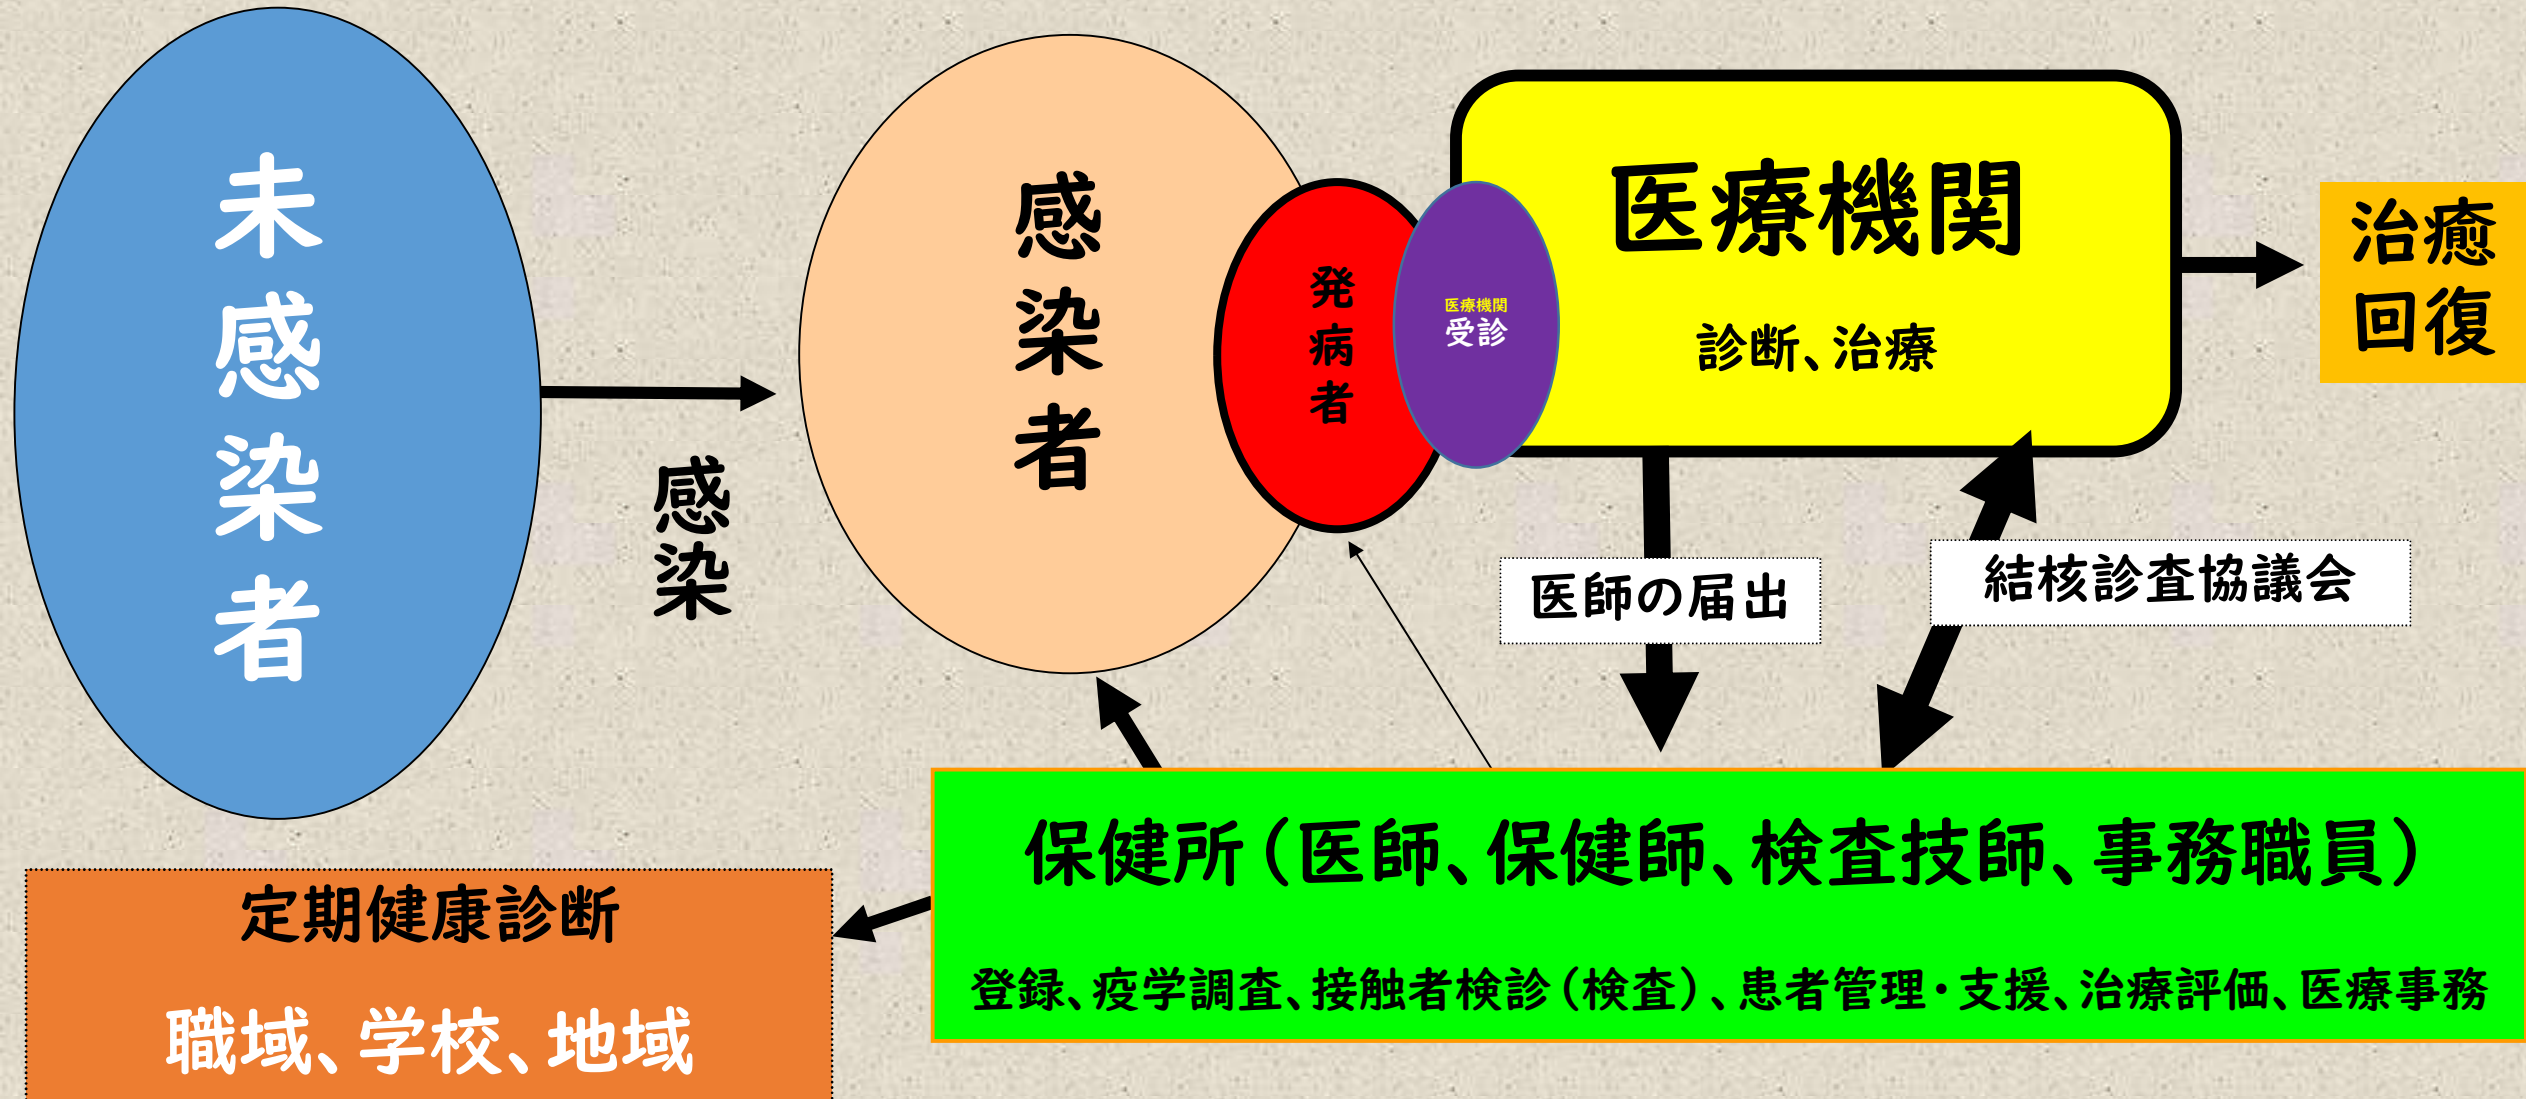 未感染者
感染
感染者
発病者
医療機関
受診
医療機関
診断、治療
治癒
回復
医師の届出
結核診査協議会
保健所（医師、保健師、検査技師、事務職員）
登録、疫学調査、接触者検診（検査）、患者管理・支援、治療評価、医療事務
定期健康診断
職域、学校、地域